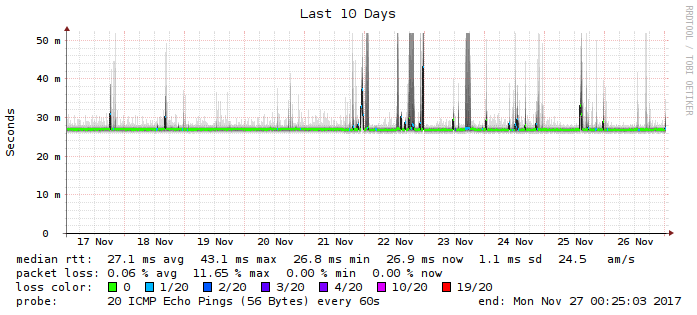 Last 10 Days
RRDTOOL / TOBI OETIKER
Seconds
50 m
40 m
30 m
20 m
10 m
0
17 Nov 18 Nov 19 Nov 20 Nov 21 Nov 22 Nov 23 Nov 24 Nov 25 Nov 26 Nov
median rtt: 27.1 ms avg 43.1 ms max 26.8 ms min 26.9 ms now 1.1 ms sd 24.5 am/s
packet loss: 0.06 % avg 11.65 % max 0.00 % min 0.00 % now
loss color: 0 1/20 2/20 3/20 4/20 10/20 19/20
probe: 20 ICMP Echo Pings (56 Bytes) every 60s end: Mon Nov 27 00:25:03 2017